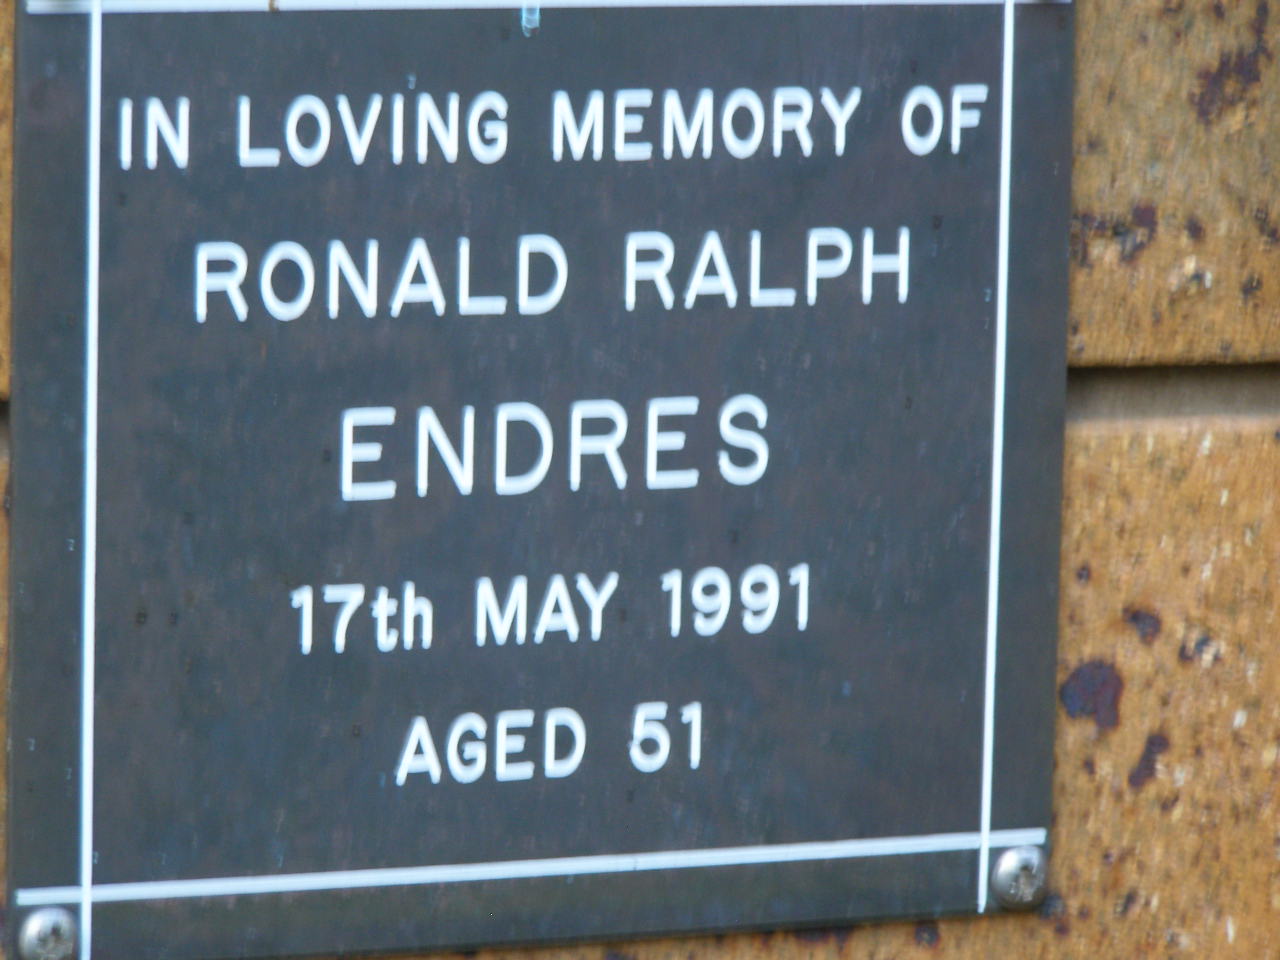 IN LOVING MEMORY OF
RONALD RALPH
ENDRES
17th MAY 1991
AGED 51